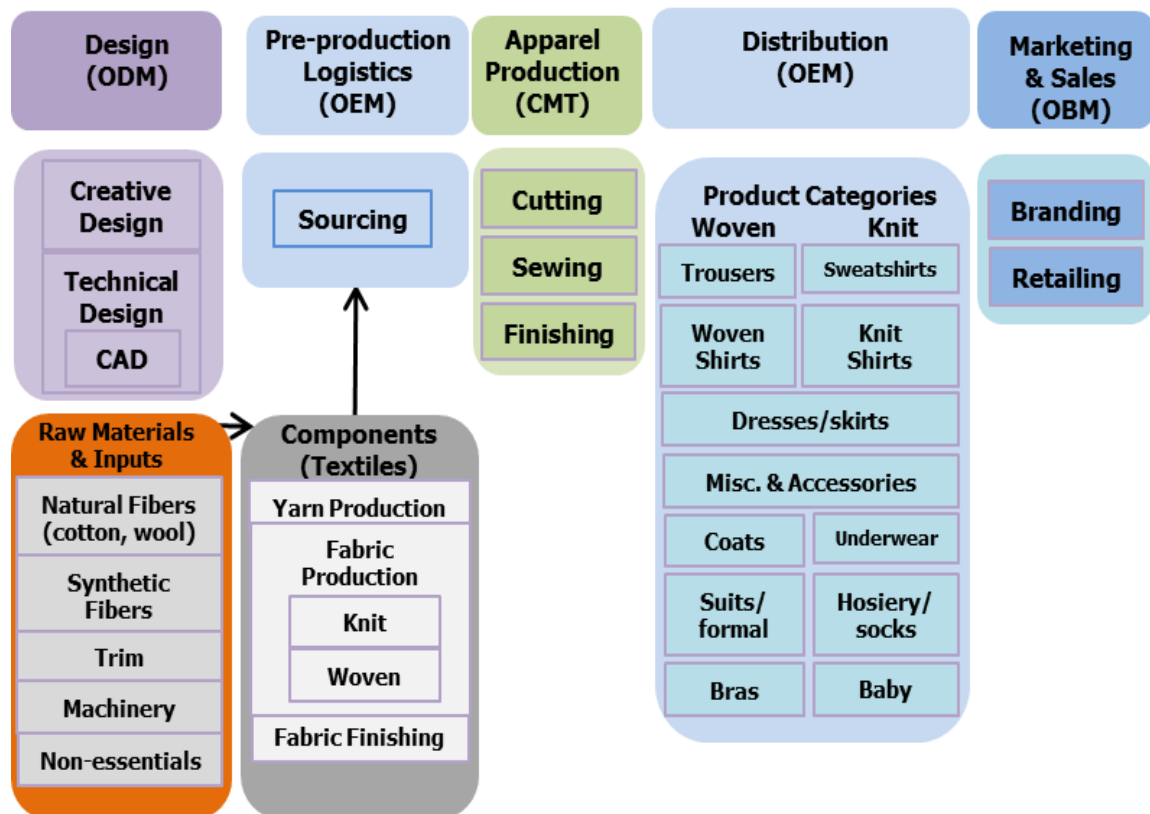 Design
(ODM)
Pre-production
Logistics
(OEM)
Apparel
Production
(CMT)
Distribution
(OEM)
Marketing
& Sales
(OBM)
Creative
Design
Technical
Design
CAD
Sourcing
Cutting
Sewing
Finishing
Product Categories
Woven Knit
Trousers Sweatshirts
Woven
Shirts
Knit
Shirts
Dresses/skirts
Misc. & Accessories
Coats Underwear
Suits/
formal
Hosiery/
socks
Bras Baby
Branding
Retailing
Raw Materials
& Inputs
Natural Fibers
(cotton, wool)
Synthetic
Fibers
Trim
Machinery
Non-essentials
Components
(Textiles)
Yarn Production
Fabric
Production
Knit
Woven
Fabric Finishing